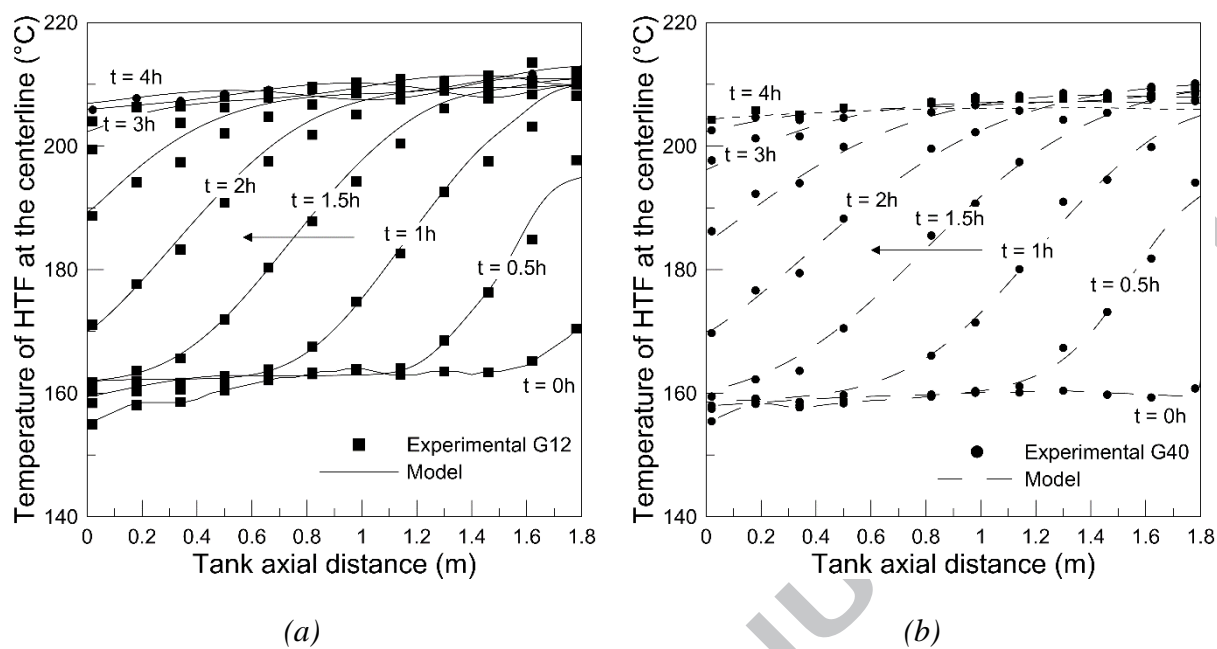 Temperature of HTF at the centerline (°C)
220
200
180
160
140
t = 4h
t = 3h
t = 2h
t = 1.5h
t = 1h
t = 0.5h
t = 0h
Experimental G12
Model
0 0.2 0.4 0.6 0.8 1 1.2 1.4 1.6 1.8
Tank axial distance (m)
(a)
Temperature of HTF at the centerline (°C)
220
200
180
160
140
t = 4h
t = 3h
t = 2h
t = 1.5h
t = 1h
t = 0.5h
t = 0h
Experimental G40
Model
0 0.2 0.4 0.6 0.8 1 1.2 1.4 1.6 1.8
Tank axial distance (m)
(b)